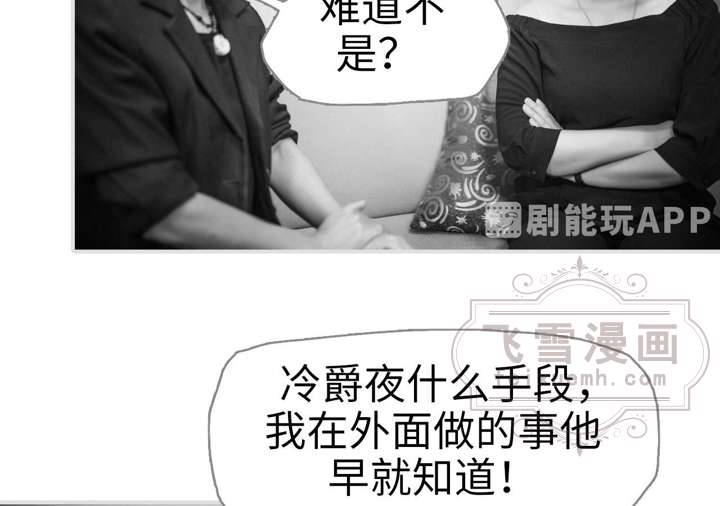 难道不
是？
剧能玩APP
飞雪漫画
冷爵夜什么手段，
我在外面做的事他
早就知道！